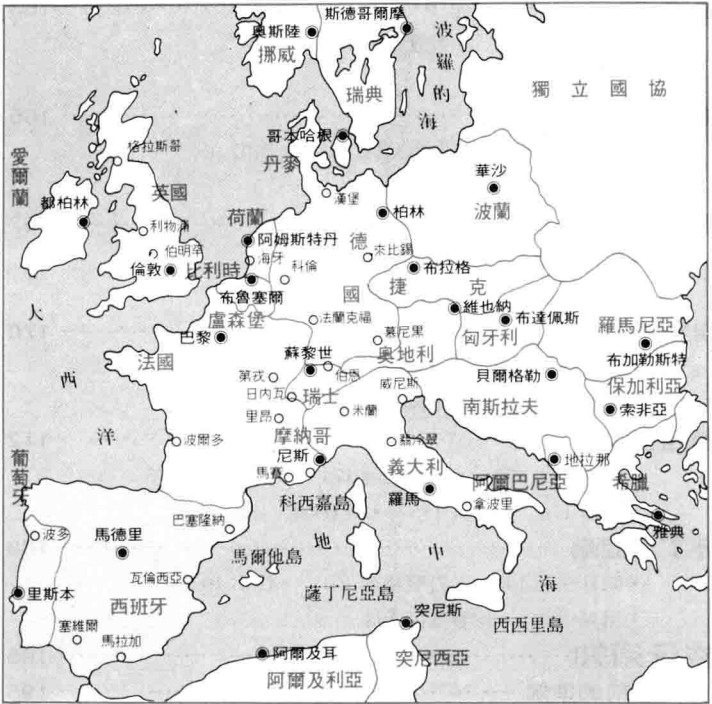 斯德哥爾摩
奧斯陸
挪威
瑞典
波羅的海
獨立國協
哥本哈根
丹麥
格拉斯哥
愛爾蘭
英國
都柏林
利物浦
伯明罕
倫敦
漢堡
華沙
波蘭
柏林
荷蘭
阿姆斯特丹
海牙
比利時
科倫
德國
來比錫
布拉格
捷克
布魯塞爾
盧森堡
法蘭克福
維也納
布達佩斯
匈牙利
羅馬尼亞
布加勒斯特
巴黎
慕尼里
奧地利
法國
蘇黎世
第戎
伯恩
日內瓦
瑞士
威尼斯
里昂
米蘭
貝爾格勒
南斯拉夫
保加利亞
索非亞
大西洋
波爾多
摩納哥
尼斯
翡冷翠
馬賽
義大利
地拉那
阿爾巴尼亞
希臘
葡萄牙
科西嘉島
羅馬
拿波里
雅典
波多
馬德里
巴塞隆納
地中海
馬爾他島
瓦倫西亞
里斯本
西班牙
薩丁尼亞島
塞維爾
馬拉加
突尼斯
西西里島
阿爾及耳
阿爾及利亞
突尼西亞